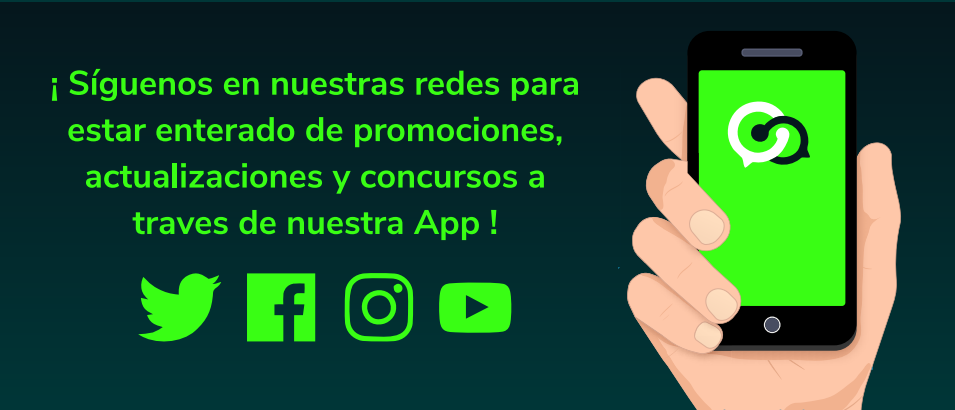 ¡ Síguenos en nuestras redes para
estar enterado de promociones,
actualizaciones y concursos a
traves de nuestra App !